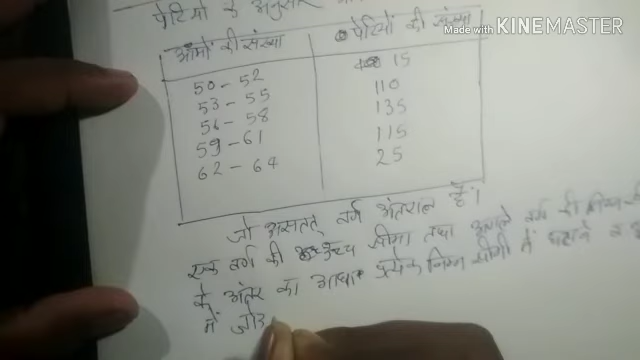 पेटियों के अनुसार
Made with KINEMASTER
आमों की संख्या पेटियों की संख्या
50 - 52 15
53 - 55 110
56 - 58 135
59 - 61 115
62 - 64 25
जो असतत् वर्ग अंतराल है।
एक वर्ग की उच्च सीमा तथा अगले वर्ग की निम्न
के अंतर का आधा प्रत्येक निम्न सीमा में घटाने व
में जोड़